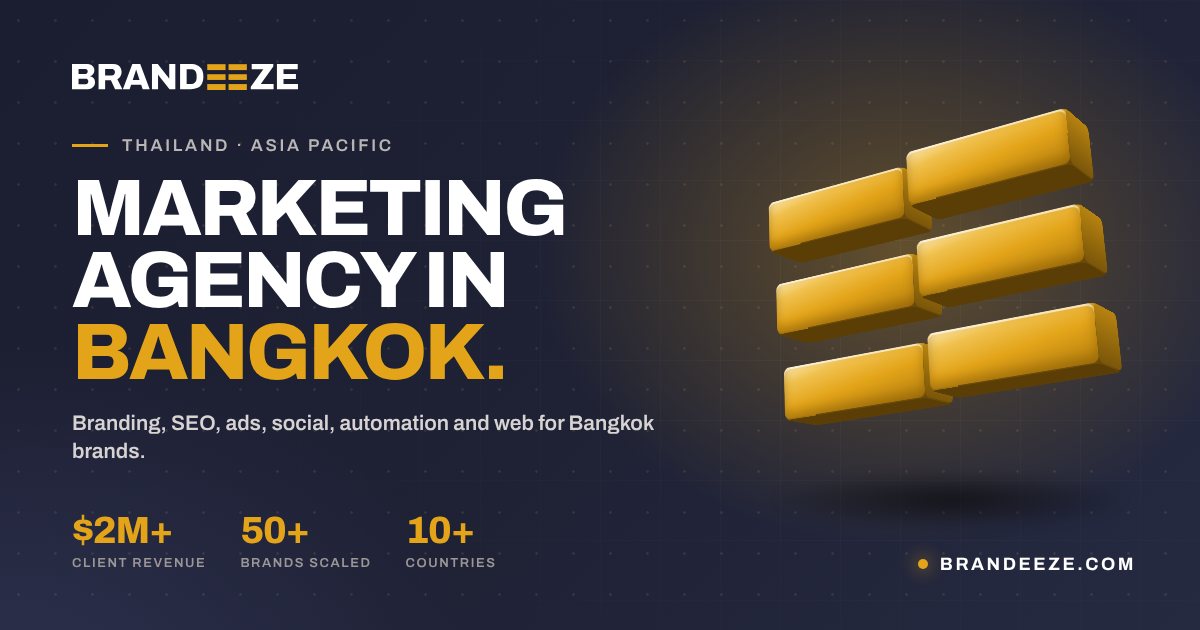 BRANDEEZE
THAILAND · ASIA PACIFIC
MARKETING
AGENCY IN
BANGKOK.
Branding, SEO, ads, social, automation and web for Bangkok
brands.
$2M+ 50+ 10+
CLIENT REVENUE BRANDS SCALED COUNTRIES
BRANDEEZE.COM